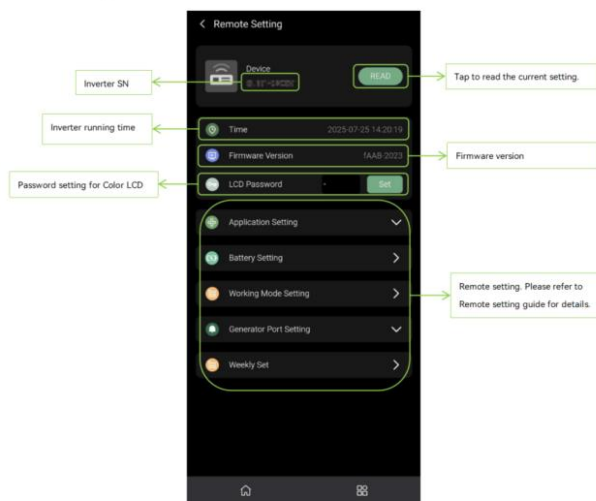 Remote Setting
Device
Inverter SN
READ
Tap to read the current setting.
Inverter running time
Time 2025-07-25 14:20:19
Firmware Version fAAB-2023
Firmware version
Password setting for Color LCD
LCD Password - Set
Application Setting
Battery Setting
Working Mode Setting
Remote setting. Please refer to
Remote setting guide for details.
Generator Port Setting
Weekly Set